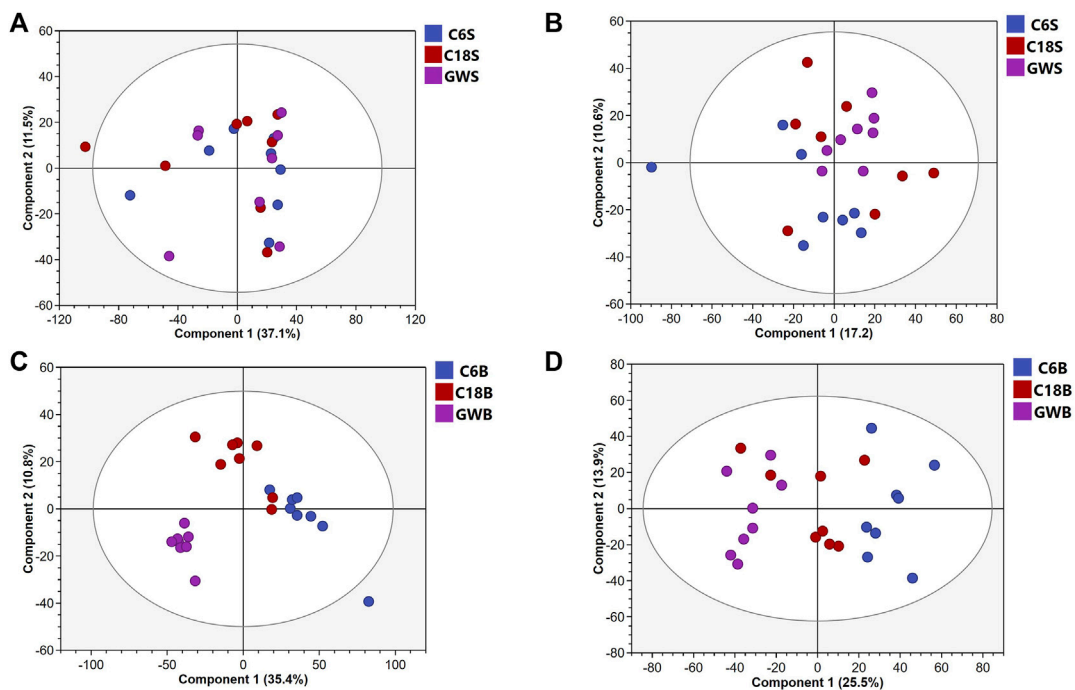 A
C6S
C18S
GWS
Component 2 (11.5%)
60
40
20
0
-20
-40
-60
-120
-80
-40
0
40
80
120
Component 1 (37.1%)
B
C6S
C18S
GWS
Component 2 (10.6%)
60
40
20
0
-20
-40
-60
-100
-80
-60
-40
-20
0
20
40
60
80
Component 1 (17.2
C
C6B
C18B
GWB
Component 2 (10.8%)
60
40
20
0
-20
-40
-60
-100
-50
0
50
100
Component 1 (35.4%)
D
C6B
C18B
GWB
Component 2 (13.9%)
80
60
40
20
0
-20
-40
-60
-80
-80
-60
-40
-20
0
20
40
60
80
Component 1 (25.5%)